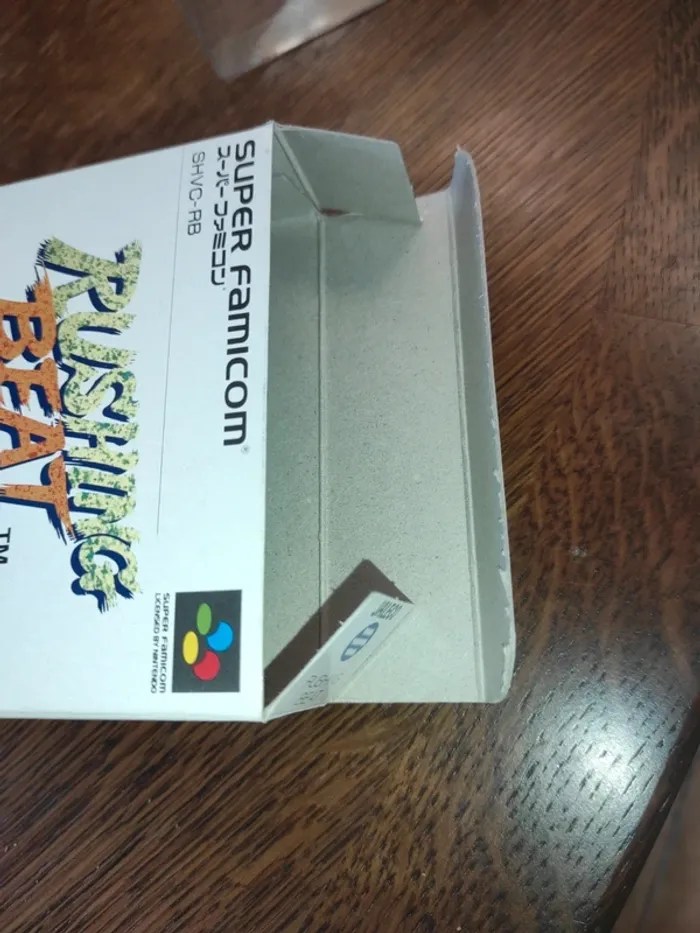 SUPER FAMICOM®
スーパーファミコン
SHVC-RB
RUSHING
BEAT
TM
SUPER FAMICOM
LICENSED BY NINTENDO